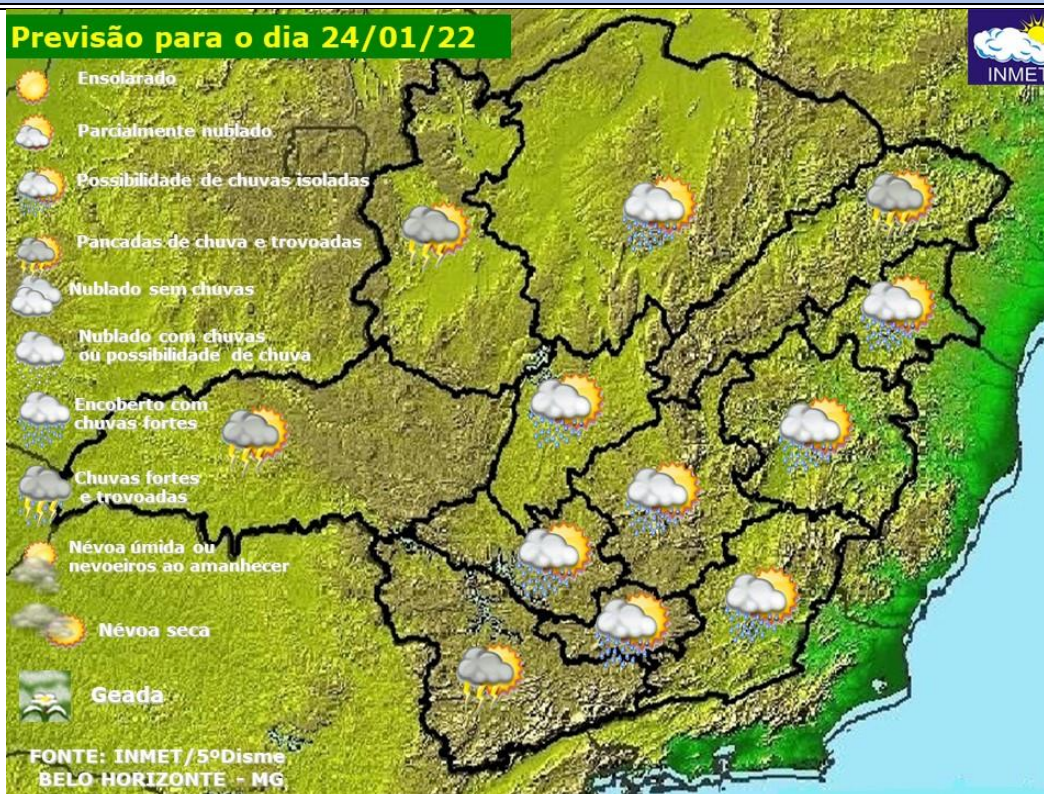 Previsão para o dia 24/01/22
INMET
Ensolarado
Parcialmente nublado
Possibilidade de chuvas isoladas
Pancadas de chuva e trovoadas
Nublado sem chuvas
Nublado com chuvas
ou possibilidade de chuva
Encoberto com
chuvas fortes
Chuvas fortes
e trovoadas
Névoa úmida ou
nevoeiros ao amanhecer
Névoa seca
Geada
FONTE: INMET/5ºDisme
BELO HORIZONTE - MG